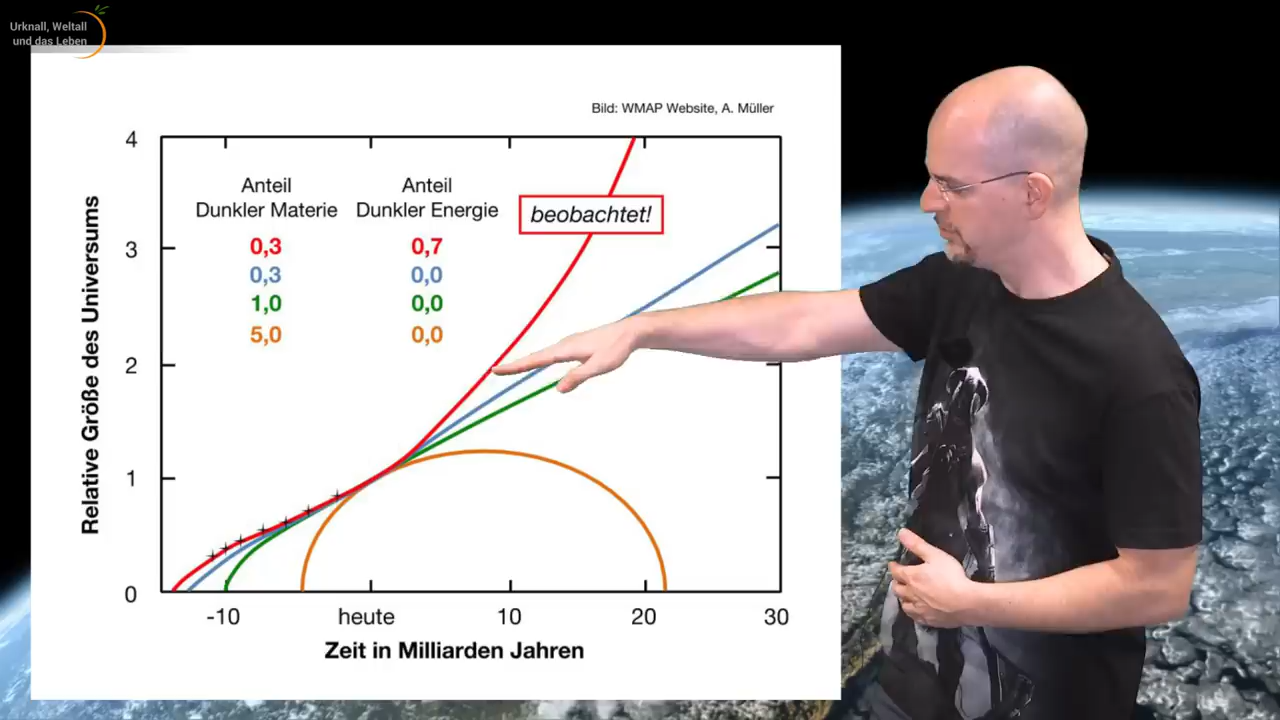 Urknall, Weltall
und das Leben
Bild: WMAP Website, A. Müller
4
3
2
1
0
Relative Größe des Universums
Anteil
Dunkler Materie
Anteil
Dunkler Energie
0,3 0,7
0,3 0,0
1,0 0,0
5,0 0,0
beobachtet!
-10 heute 10 20 30
Zeit in Milliarden Jahren